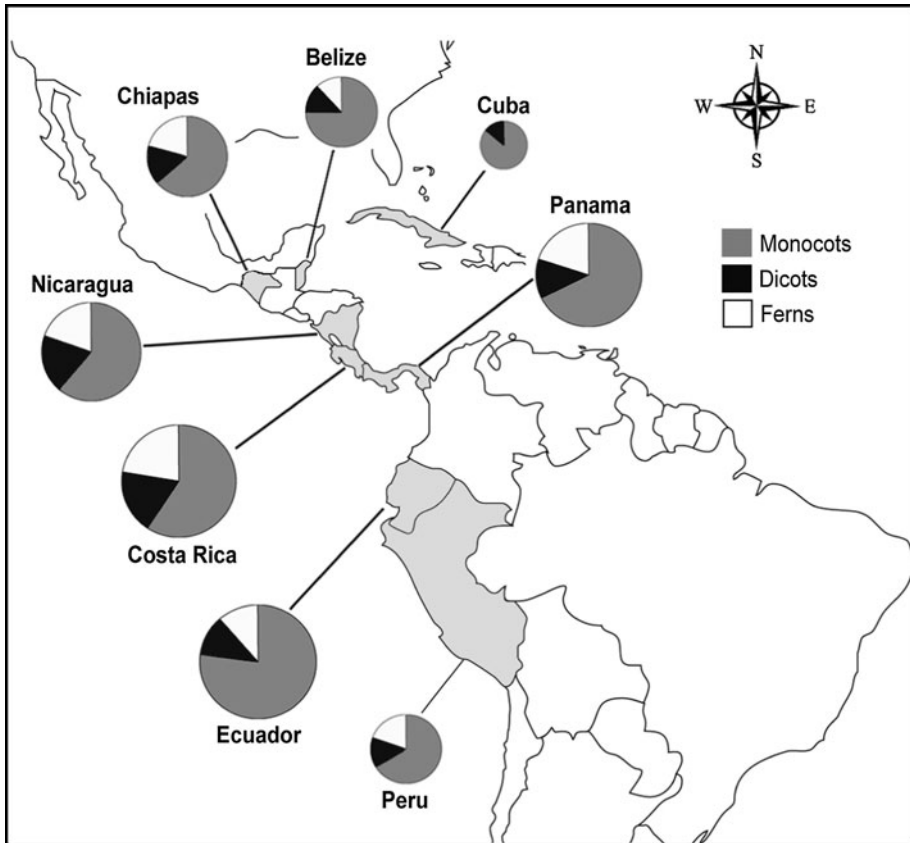 Belize
Chiapas
Cuba
N
W
E
S
Panama
Monocots
Dicots
Ferns
Nicaragua
Costa Rica
Ecuador
Peru